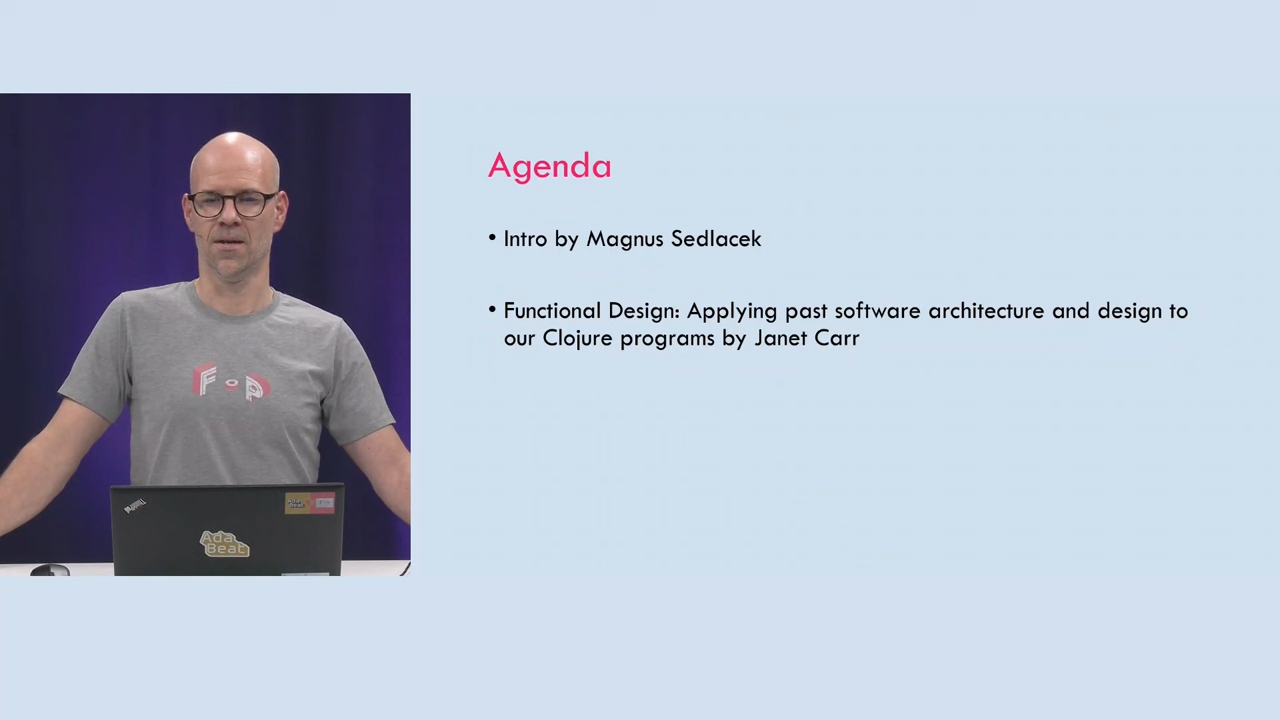 Agenda
• Intro by Magnus Sedlacek
• Functional Design: Applying past software architecture and design to
our Clojure programs by Janet Carr
F P
Ada
Beat